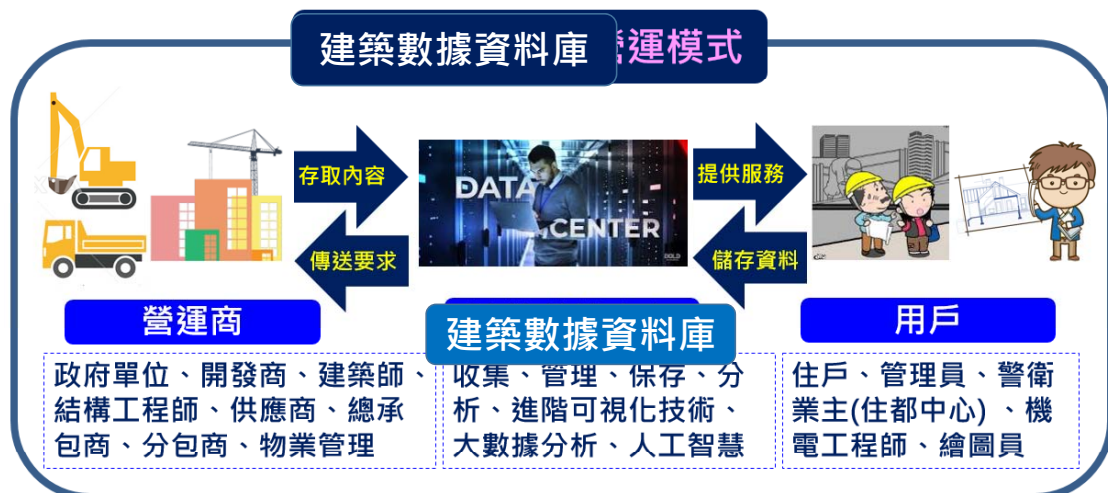 建築數據資料庫
營運模式
存取內容
提供服務
DATA
CENTER
傳送要求
儲存資料
營運商
建築數據資料庫
用戶
政府單位、開發商、建築師、
結構工程師、供應商、總承
包商、分包商、物業管理
收集、管理、保存、分
析、進階可視化技術、
大數據分析、人工智慧
住戶、管理員、警衛
業主(住都中心) 、機
電工程師、繪圖員